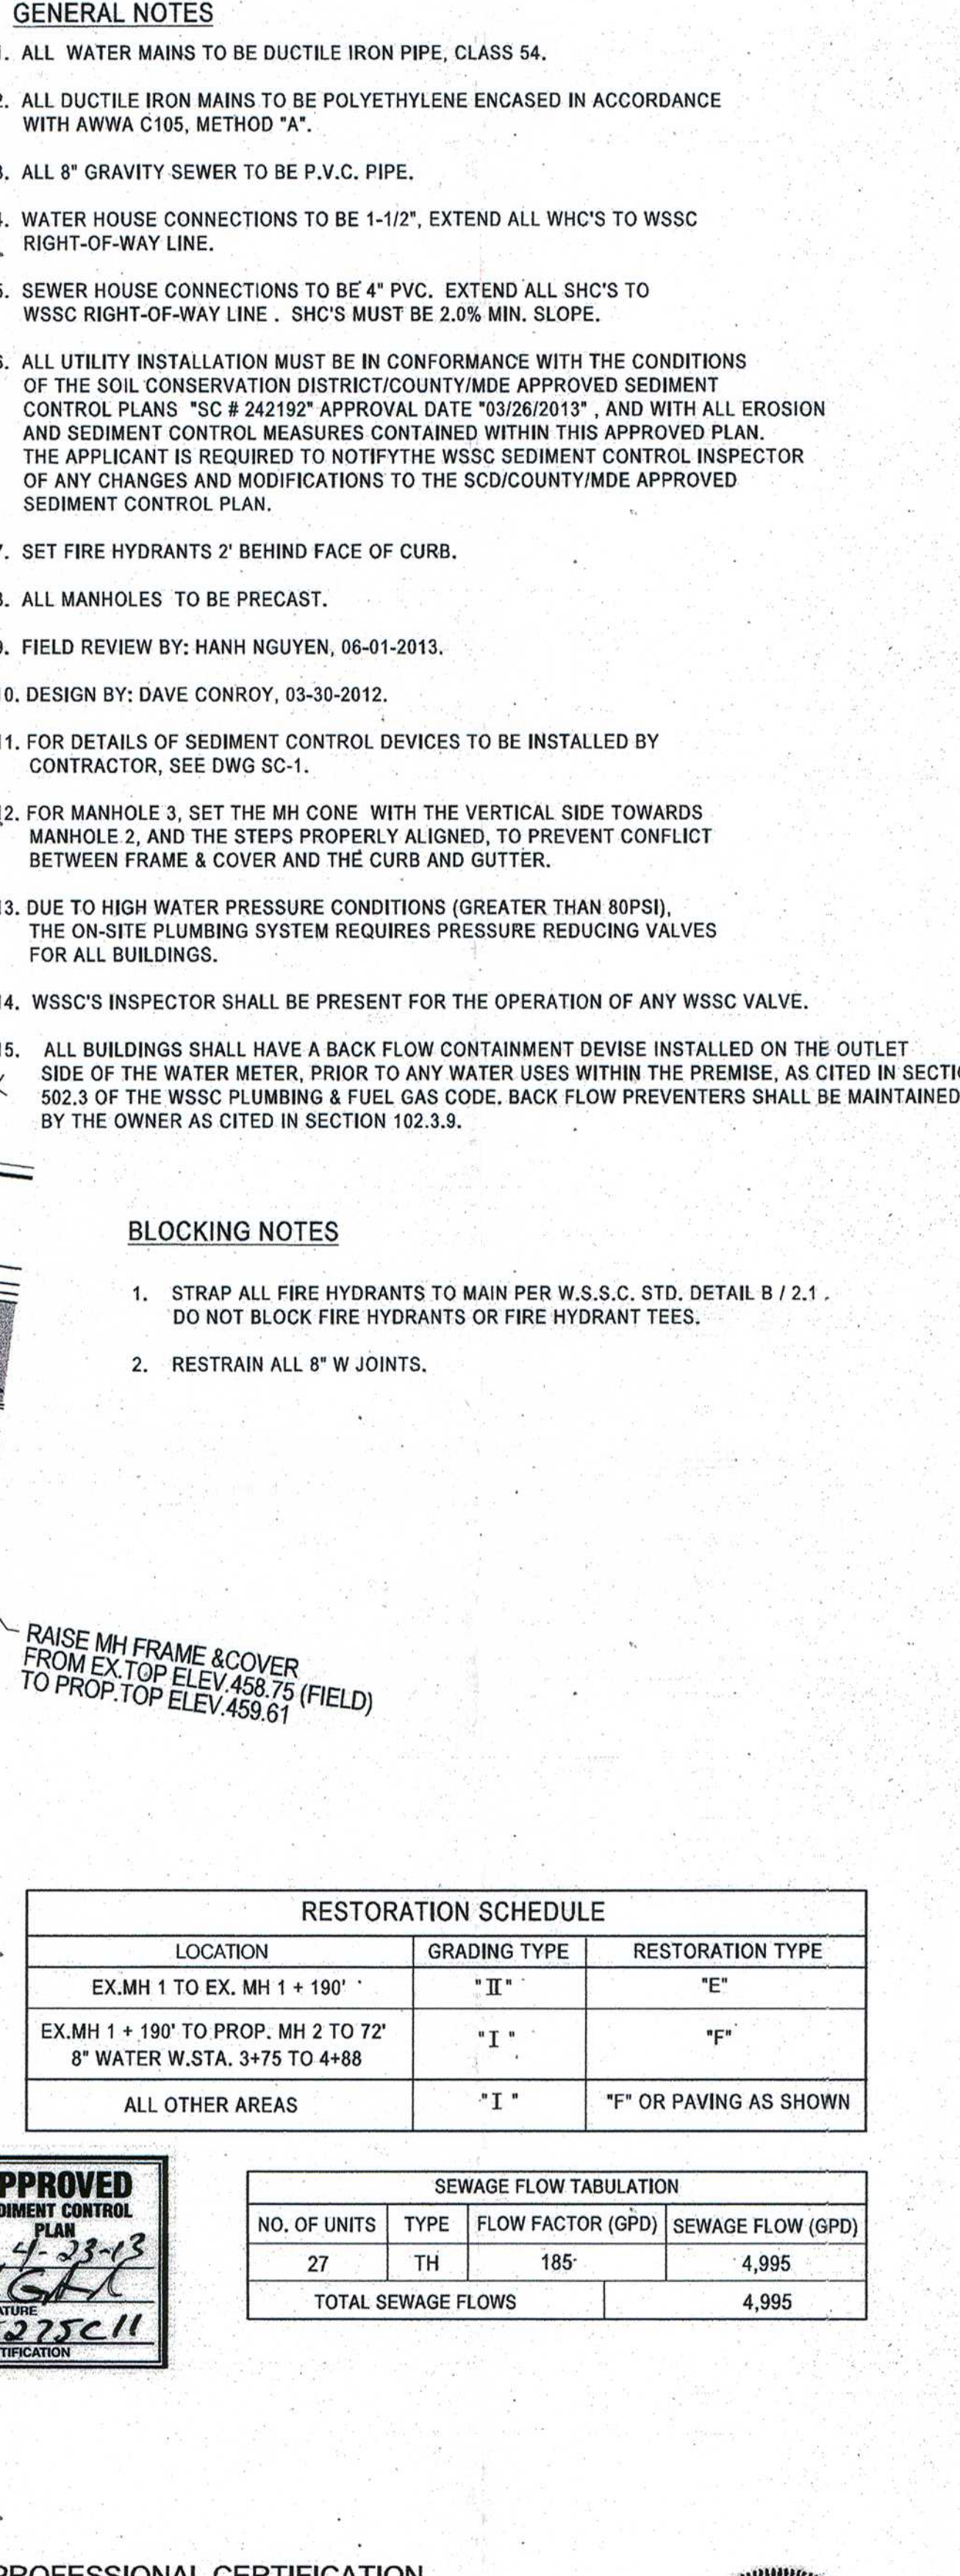 GENERAL NOTES
. ALL WATER MAINS TO BE DUCTILE IRON PIPE, CLASS 54.
. ALL DUCTILE IRON MAINS TO BE POLYETHYLENE ENCASED IN ACCORDANCE
WITH AWWA C105, METHOD "A".
. ALL 8" GRAVITY SEWER TO BE P.V.C. PIPE.
. WATER HOUSE CONNECTIONS TO BE 1-1/2", EXTEND ALL WHC'S TO WSSC
RIGHT-OF-WAY LINE.
. SEWER HOUSE CONNECTIONS TO BE 4" PVC. EXTEND ALL SHC'S TO
WSSC RIGHT-OF-WAY LINE . SHC'S MUST BE 2.0% MIN. SLOPE.
. ALL UTILITY INSTALLATION MUST BE IN CONFORMANCE WITH THE CONDITIONS
OF THE SOIL CONSERVATION DISTRICT/COUNTY/MDE APPROVED SEDIMENT
CONTROL PLANS "SC # 242192" APPROVAL DATE "03/26/2013" , AND WITH ALL EROSION
AND SEDIMENT CONTROL MEASURES CONTAINED WITHIN THIS APPROVED PLAN.
THE APPLICANT IS REQUIRED TO NOTIFYTHE WSSC SEDIMENT CONTROL INSPECTOR
OF ANY CHANGES AND MODIFICATIONS TO THE SCD/COUNTY/MDE APPROVED
SEDIMENT CONTROL PLAN.
. SET FIRE HYDRANTS 2' BEHIND FACE OF CURB.
. ALL MANHOLES TO BE PRECAST.
. FIELD REVIEW BY: HANH NGUYEN, 06-01-2013.
0. DESIGN BY: DAVE CONROY, 03-30-2012.
1. FOR DETAILS OF SEDIMENT CONTROL DEVICES TO BE INSTALLED BY
CONTRACTOR, SEE DWG SC-1.
2. FOR MANHOLE 3, SET THE MH CONE WITH THE VERTICAL SIDE TOWARDS
MANHOLE 2, AND THE STEPS PROPERLY ALIGNED, TO PREVENT CONFLICT
BETWEEN FRAME & COVER AND THE CURB AND GUTTER.
3. DUE TO HIGH WATER PRESSURE CONDITIONS (GREATER THAN 80PSI),
THE ON-SITE PLUMBING SYSTEM REQUIRES PRESSURE REDUCING VALVES
FOR ALL BUILDINGS.
4. WSSC'S INSPECTOR SHALL BE PRESENT FOR THE OPERATION OF ANY WSSC VALVE.
5. ALL BUILDINGS SHALL HAVE A BACK FLOW CONTAINMENT DEVISE INSTALLED ON THE OUTLET
SIDE OF THE WATER METER, PRIOR TO ANY WATER USES WITHIN THE PREMISE, AS CITED IN SECTI
502.3 OF THE WSSC PLUMBING & FUEL GAS CODE. BACK FLOW PREVENTERS SHALL BE MAINTAINED
BY THE OWNER AS CITED IN SECTION 102.3.9.
BLOCKING NOTES
1. STRAP ALL FIRE HYDRANTS TO MAIN PER W.S.S.C. STD. DETAIL B / 2.1 .
DO NOT BLOCK FIRE HYDRANTS OR FIRE HYDRANT TEES.
2. RESTRAIN ALL 8" W JOINTS.
RAISE MH FRAME &COVER
FROM EX.TOP ELEV.458.75 (FIELD)
TO PROP.TOP ELEV.459.61
RESTORATION SCHEDULE
LOCATION GRADING TYPE RESTORATION TYPE
EX.MH 1 TO EX. MH 1 + 190' "II" "E"
EX.MH 1 + 190' TO PROP. MH 2 TO 72'
8" WATER W.STA. 3+75 TO 4+88 "I" "F"
ALL OTHER AREAS "I" "F" OR PAVING AS SHOWN
PPROVED
DIMENT CONTROL
PLAN
4-23-13
ATURE
275C11
TIFICATION
SEWAGE FLOW TABULATION
NO. OF UNITS TYPE FLOW FACTOR (GPD) SEWAGE FLOW (GPD)
27 TH 185 4,995
TOTAL SEWAGE FLOWS 4,995
PROFESSIONAL CERTIFICATION